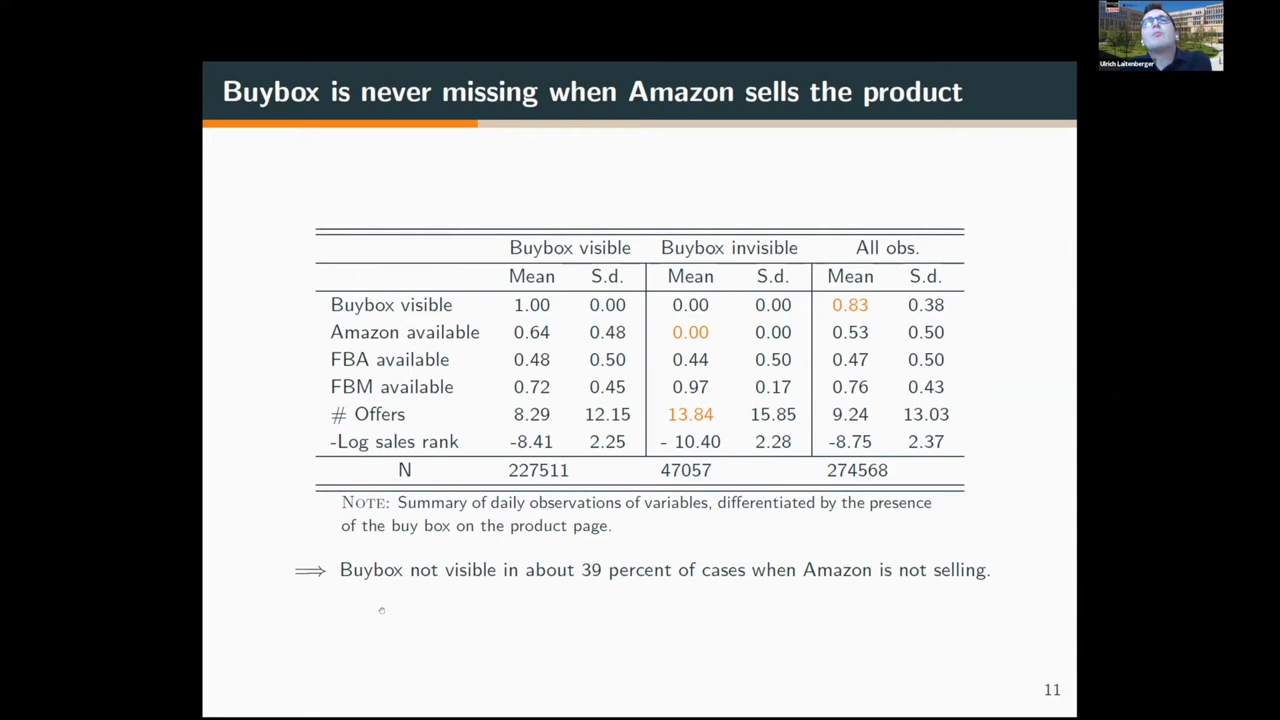 Ulrich Laitenberger
Buybox is never missing when Amazon sells the product
Buybox visible Buybox invisible All obs.
Mean S.d. Mean S.d. Mean S.d.
Buybox visible 1.00 0.00 0.00 0.00 0.83 0.38
Amazon available 0.64 0.48 0.00 0.00 0.53 0.50
FBA available 0.48 0.50 0.44 0.50 0.47 0.50
FBM available 0.72 0.45 0.97 0.17 0.76 0.43
# Offers 8.29 12.15 13.84 15.85 9.24 13.03
-Log sales rank -8.41 2.25 - 10.40 2.28 -8.75 2.37
N 227511 47057 274568
NOTE: Summary of daily observations of variables, differentiated by the presence
of the buy box on the product page.
⟹ Buybox not visible in about 39 percent of cases when Amazon is not selling.
11